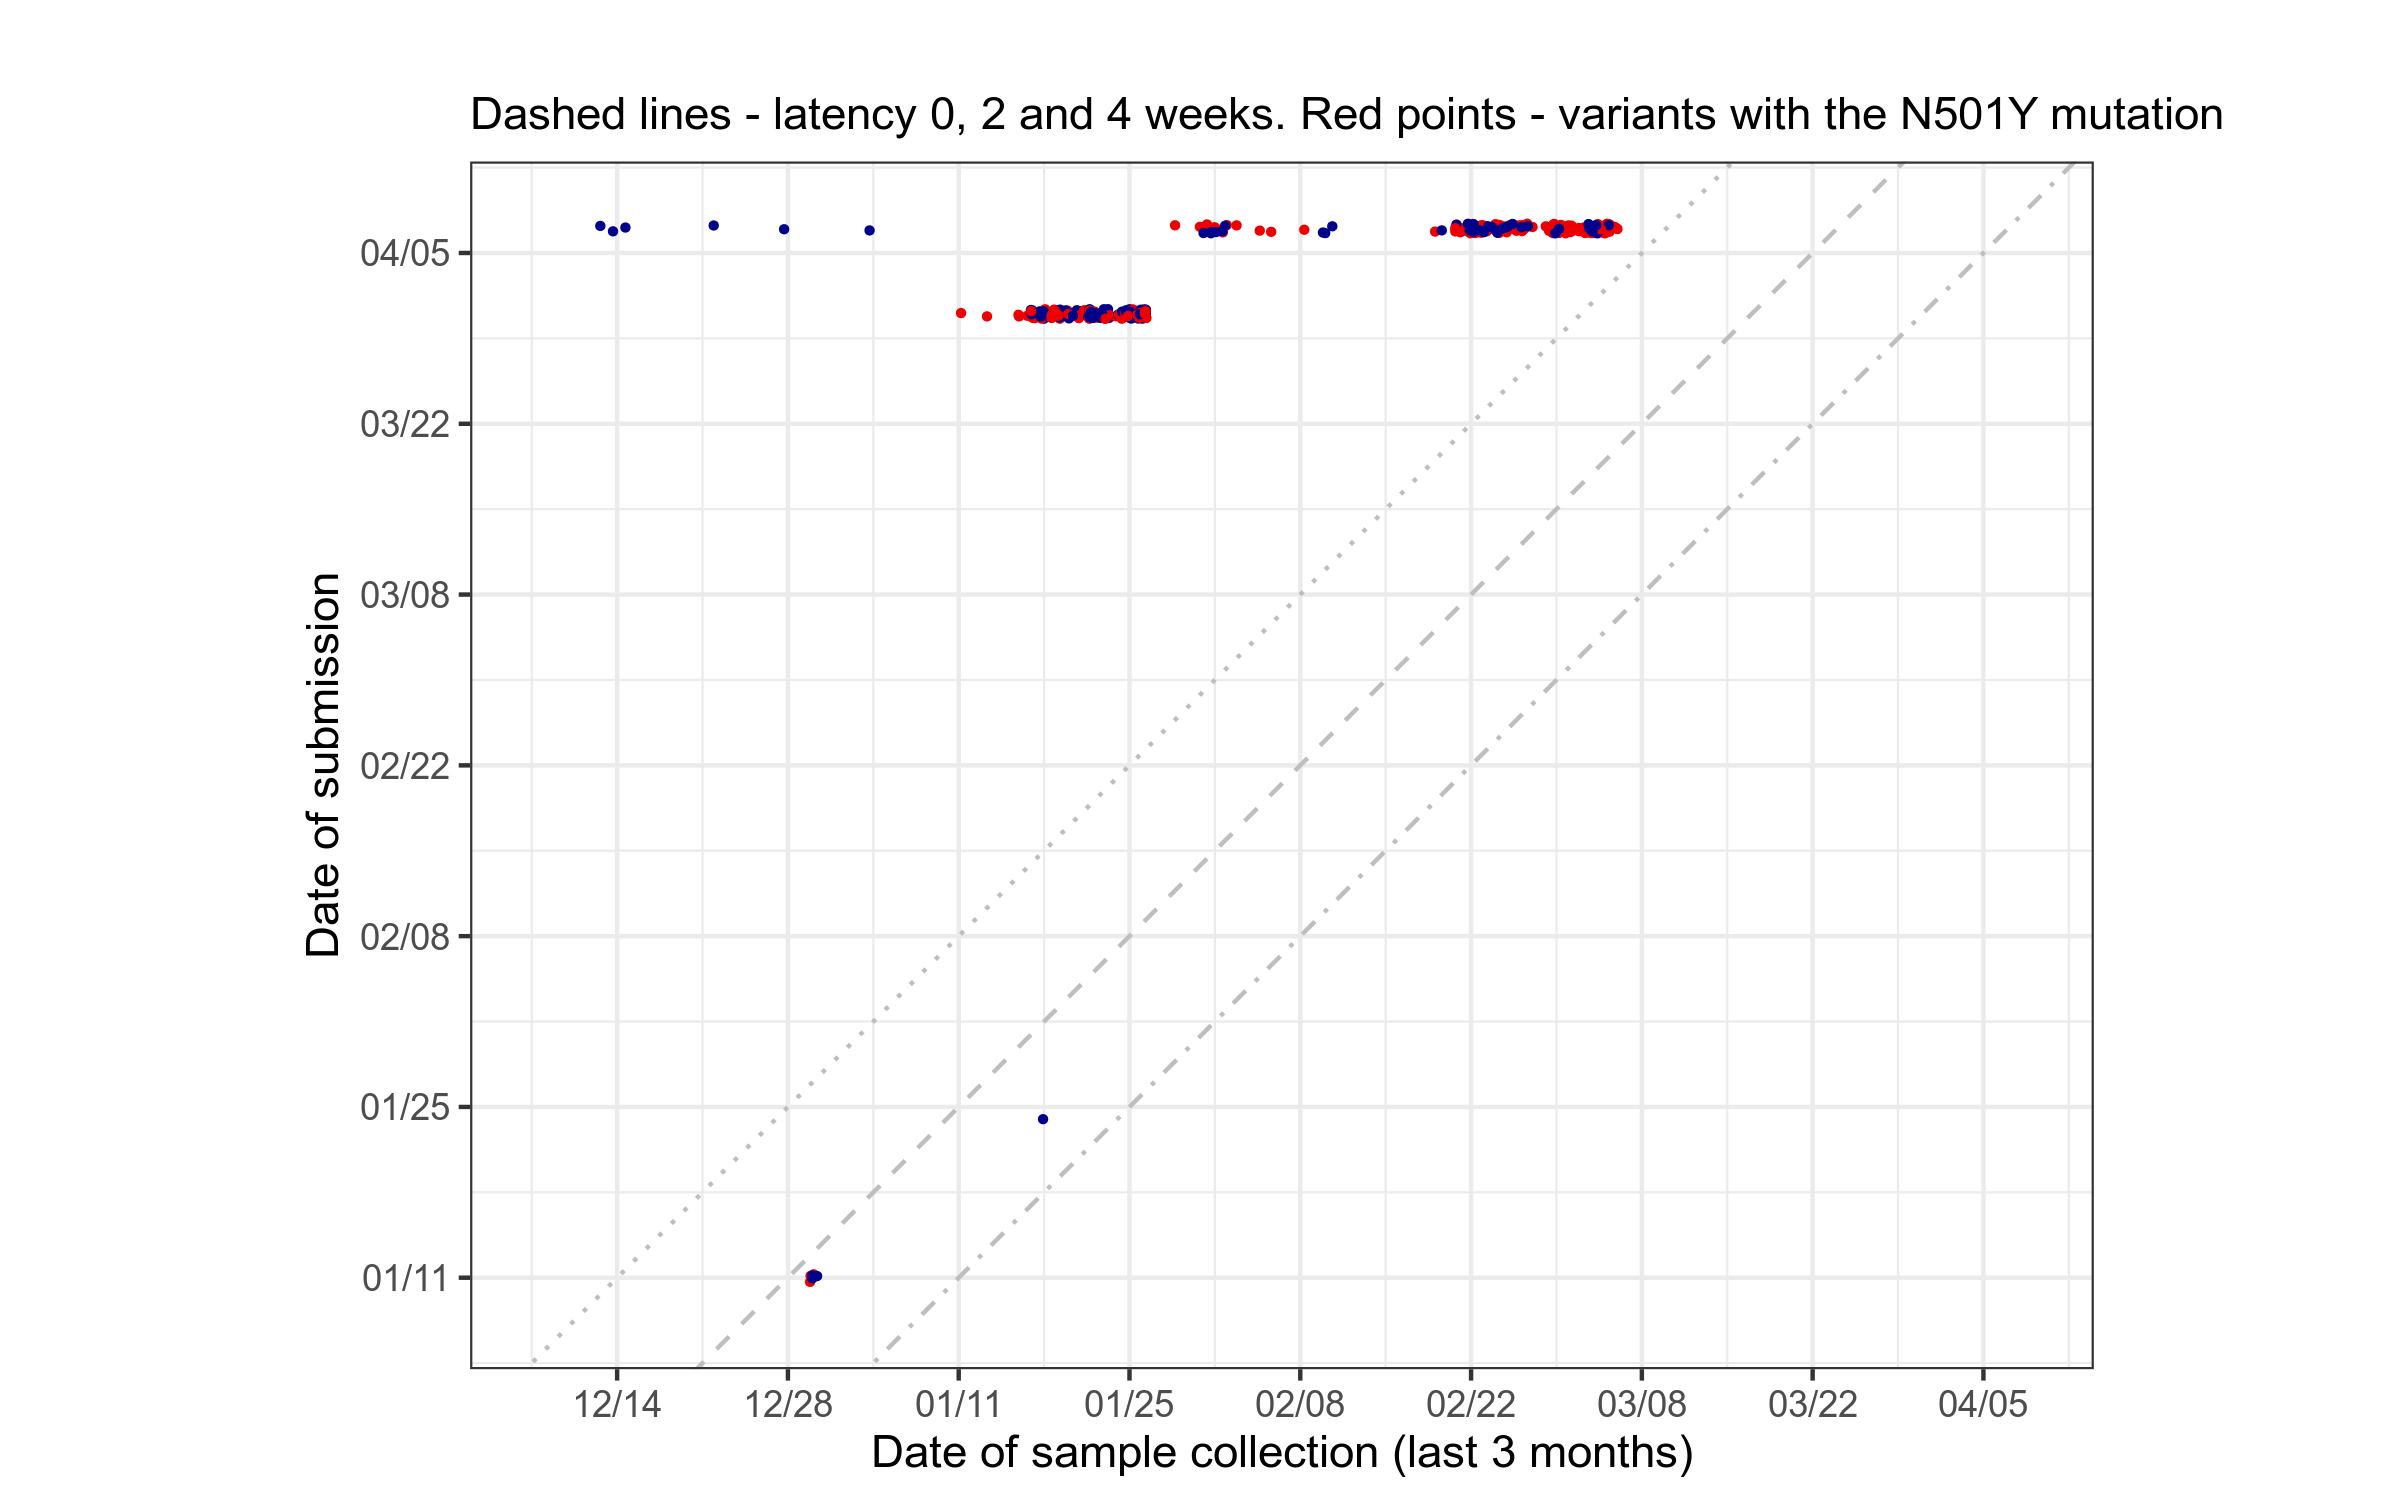 Dashed lines - latency 0, 2 and 4 weeks. Red points - variants with the N501Y mutation
Date of submission
04/05
03/22
03/08
02/22
02/08
01/25
01/11
12/14 12/28 01/11 01/25 02/08 02/22 03/08 03/22 04/05
Date of sample collection (last 3 months)